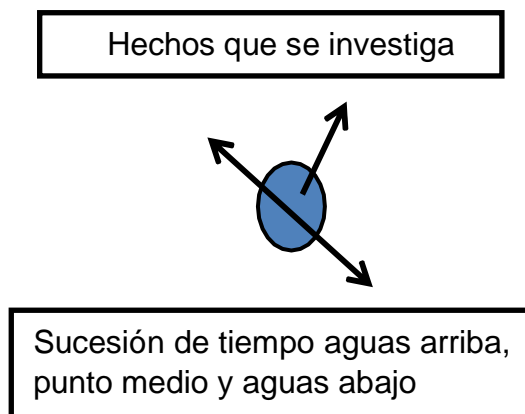 Hechos que se investiga
Sucesión de tiempo aguas arriba,
punto medio y aguas abajo